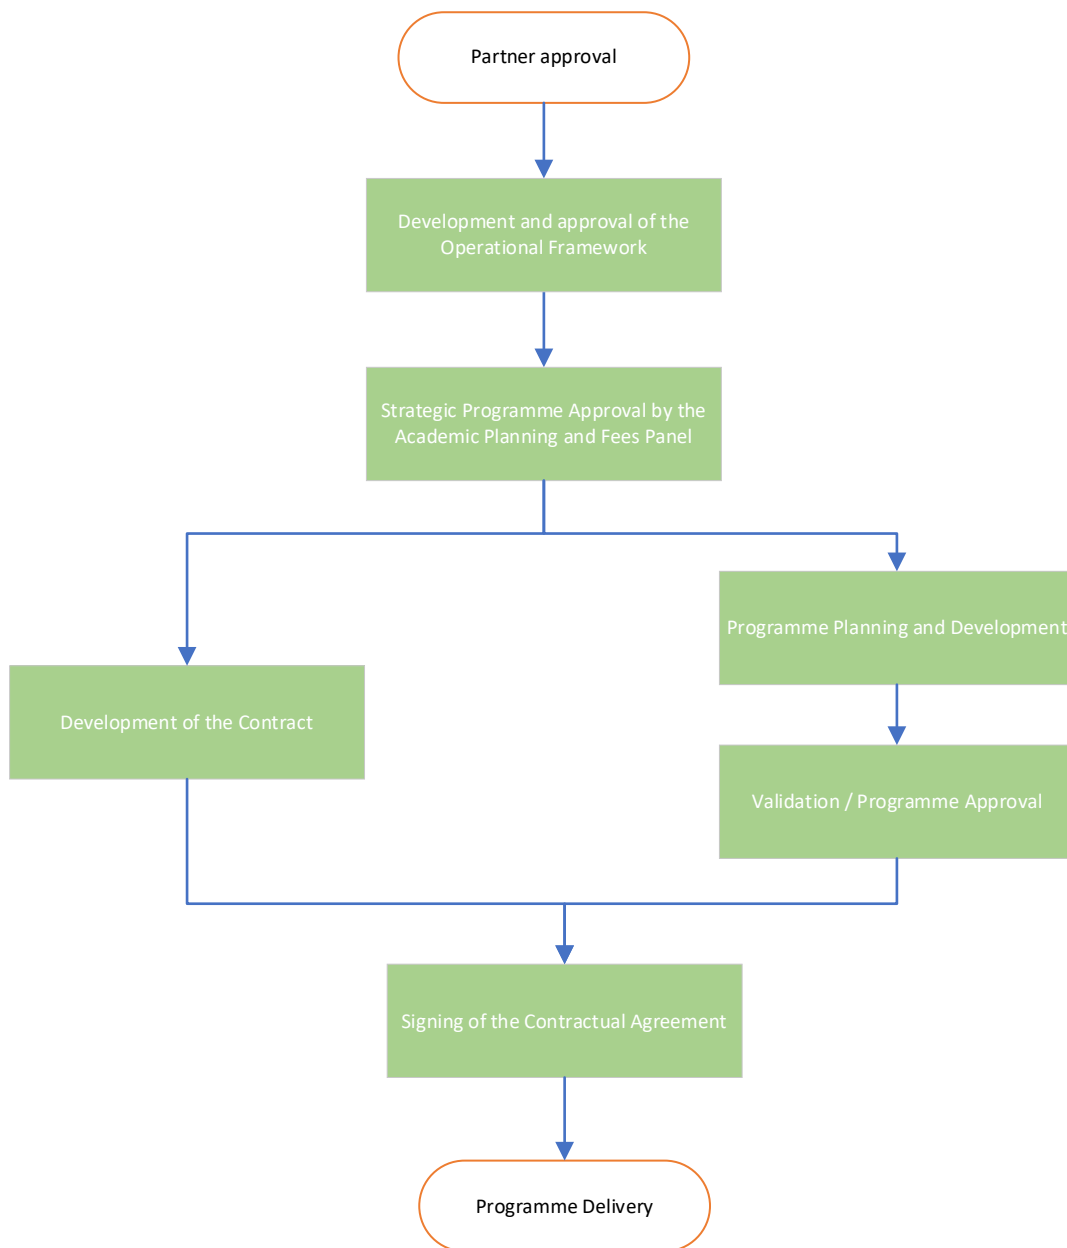 Partner approval
Development and approval of the
Operational Framework
Strategic Programme Approval by the
Academic Planning and Fees Panel
Programme Planning and Development
Development of the Contract
Validation / Programme Approval
Signing of the Contractual Agreement
Programme Delivery